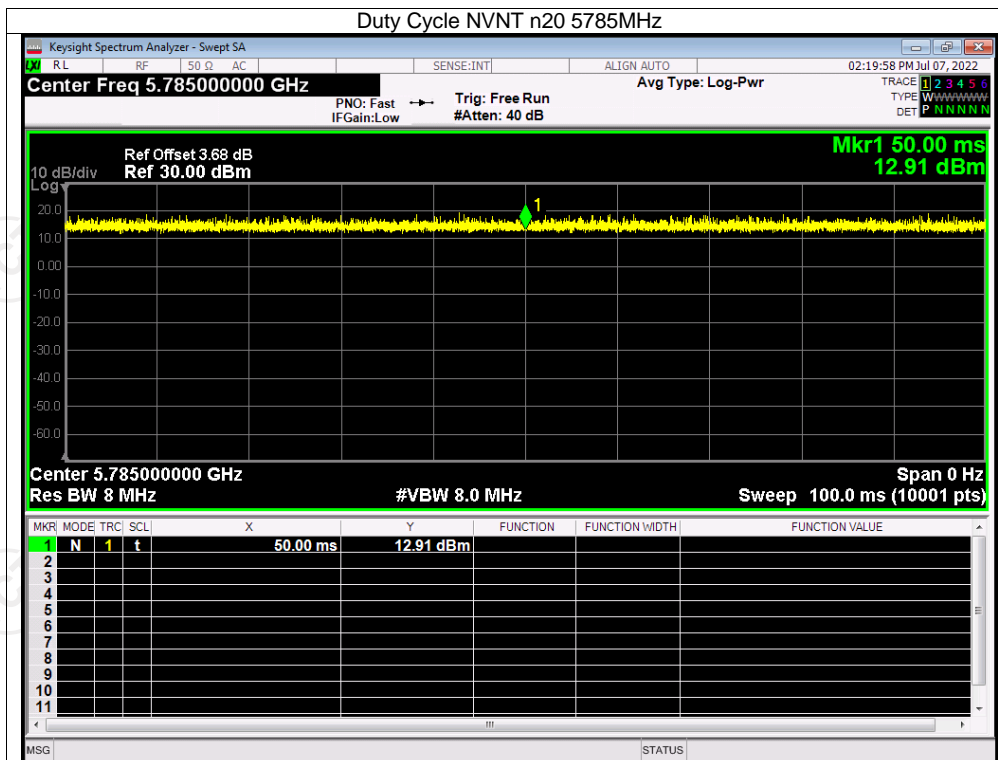 Duty Cycle NVNT n20 5785MHz
Keysight Spectrum Analyzer - Swept SA
LXI RL RF 50 Ω AC SENSE:INT ALIGN AUTO 02:19:58 PM Jul 07, 2022
Center Freq 5.785000000 GHz
PNO: Fast
IFGain:Low
Trig: Free Run
#Atten: 40 dB
Avg Type: Log-Pwr
TRACE 1 2 3 4 5 6
TYPE WWWWWW
DET P N N N N N
Mkr1 50.00 ms
12.91 dBm
Ref Offset 3.68 dB
10 dB/div Ref 30.00 dBm
Log
20.0
10.0
0.00
-10.0
-20.0
-30.0
-40.0
-50.0
-60.0
1
Center 5.785000000 GHz Span 0 Hz
Res BW 8 MHz #VBW 8.0 MHz Sweep 100.0 ms (10001 pts)
MKR MODE TRC SCL X Y FUNCTION FUNCTION WIDTH FUNCTION VALUE
1 N 1 t 50.00 ms 12.91 dBm
2
3
4
5
6
7
8
9
10
11
MSG STATUS